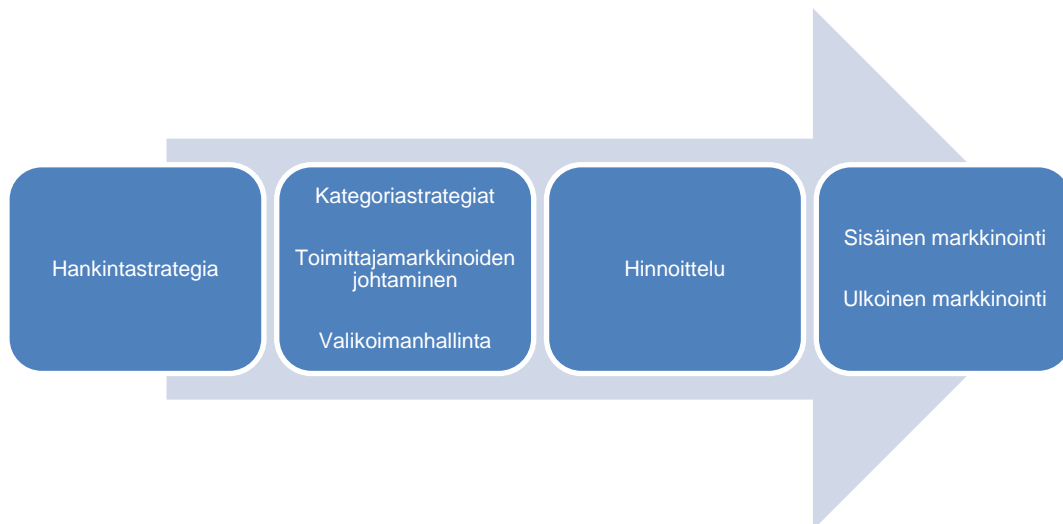 Hankintastrategia
Kategoriastrategiat
Toimittajamarkkinoiden
johtaminen
Valikoimanhallinta
Hinnoittelu
Sisäinen markkinointi
Ulkoinen markkinointi